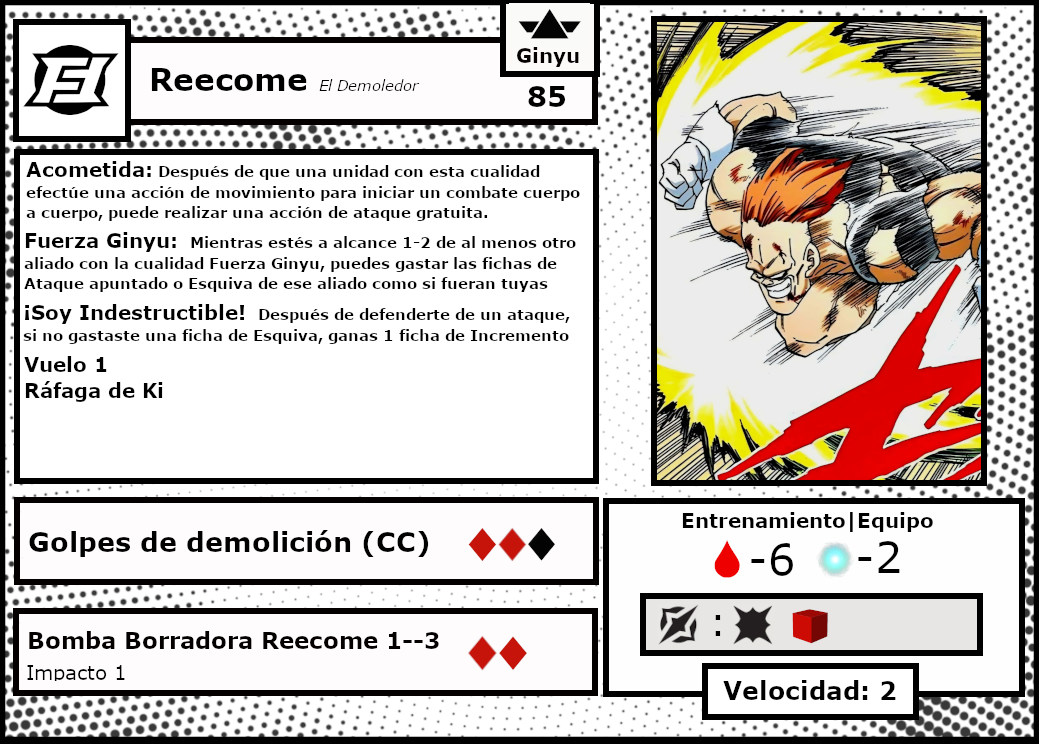 Ginyu
Reecome El Demoledor
85
Acometida: Después de que una unidad con esta cualidad
efectúe una acción de movimiento para iniciar un combate cuerpo
a cuerpo, puede realizar una acción de ataque gratuita.
Fuerza Ginyu: Mientras estés a alcance 1-2 de al menos otro
aliado con la cualidad Fuerza Ginyu, puedes gastar las fichas de
Ataque apuntado o Esquiva de ese aliado como si fueran tuyas
¡Soy Indestructible! Después de defenderte de un ataque,
si no gastaste una ficha de Esquiva, ganas 1 ficha de Incremento
Vuelo 1
Ráfaga de Ki
Golpes de demolición (CC)
Bomba Borradora Reecome 1--3
Impacto 1
Entrenamiento|Equipo
-6 -2
:
Velocidad: 2